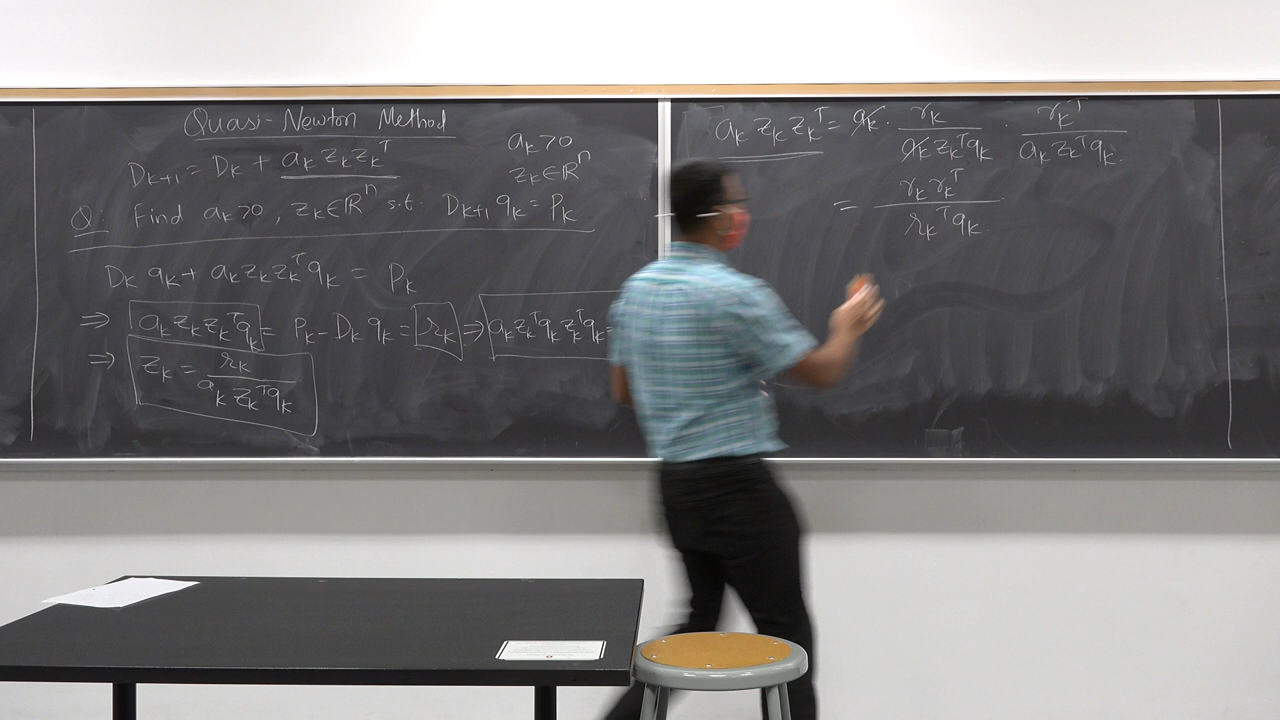 Quasi-Newton Method
D_{k+1} = D_k + a_k z_k z_k^T
a_k > 0
z_k ∈ ℝ^n
Q: Find a_k > 0, z_k ∈ ℝ^n s.t. D_{k+1} q_k = P_k
D_k q_k + a_k z_k z_k^T q_k = P_k
⇒ a_k z_k z_k^T q_k = P_k - D_k q_k = r_k ⇒ a_k z_k^T q_k z_k^T q_k =
⇒ z_k = r_k / a_k z_k^T q_k
a_k z_k z_k^T = a_k · r_k / a_k z_k^T q_k · r_k^T / a_k z_k^T q_k
= r_k r_k^T / r_k^T q_k